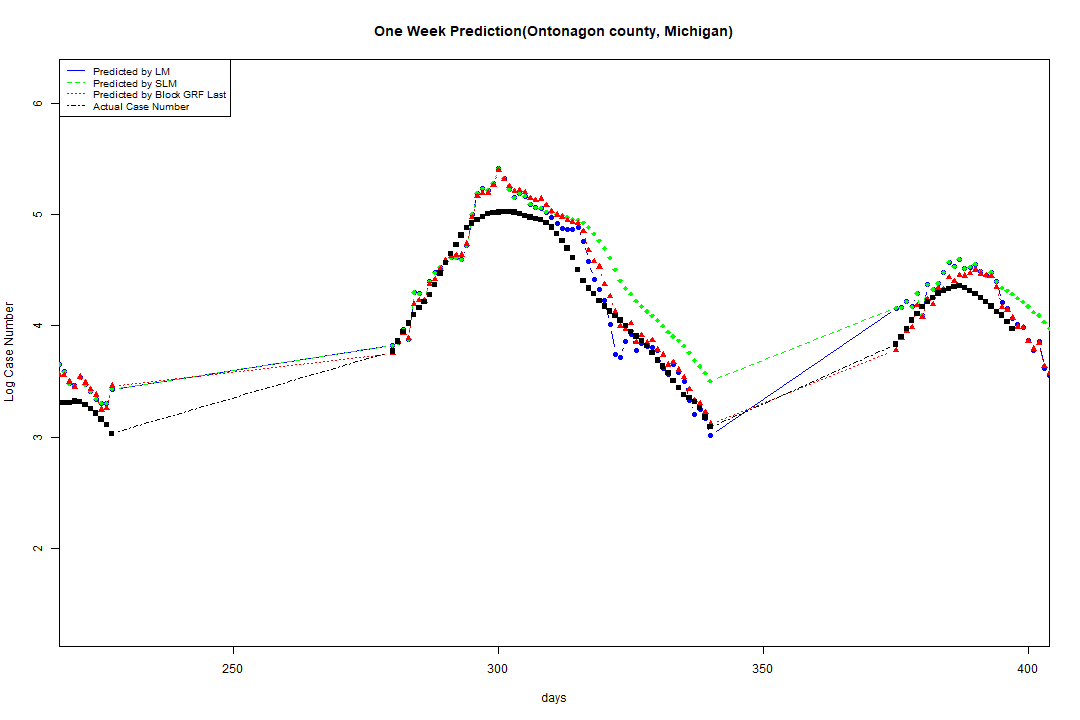 One Week Prediction(Ontonagon county, Michigan)
Predicted by LM
Predicted by SLM
Predicted by Block GRF Last
Actual Case Number
6
5
4
3
2
Log Case Number
250 300 350 400
days